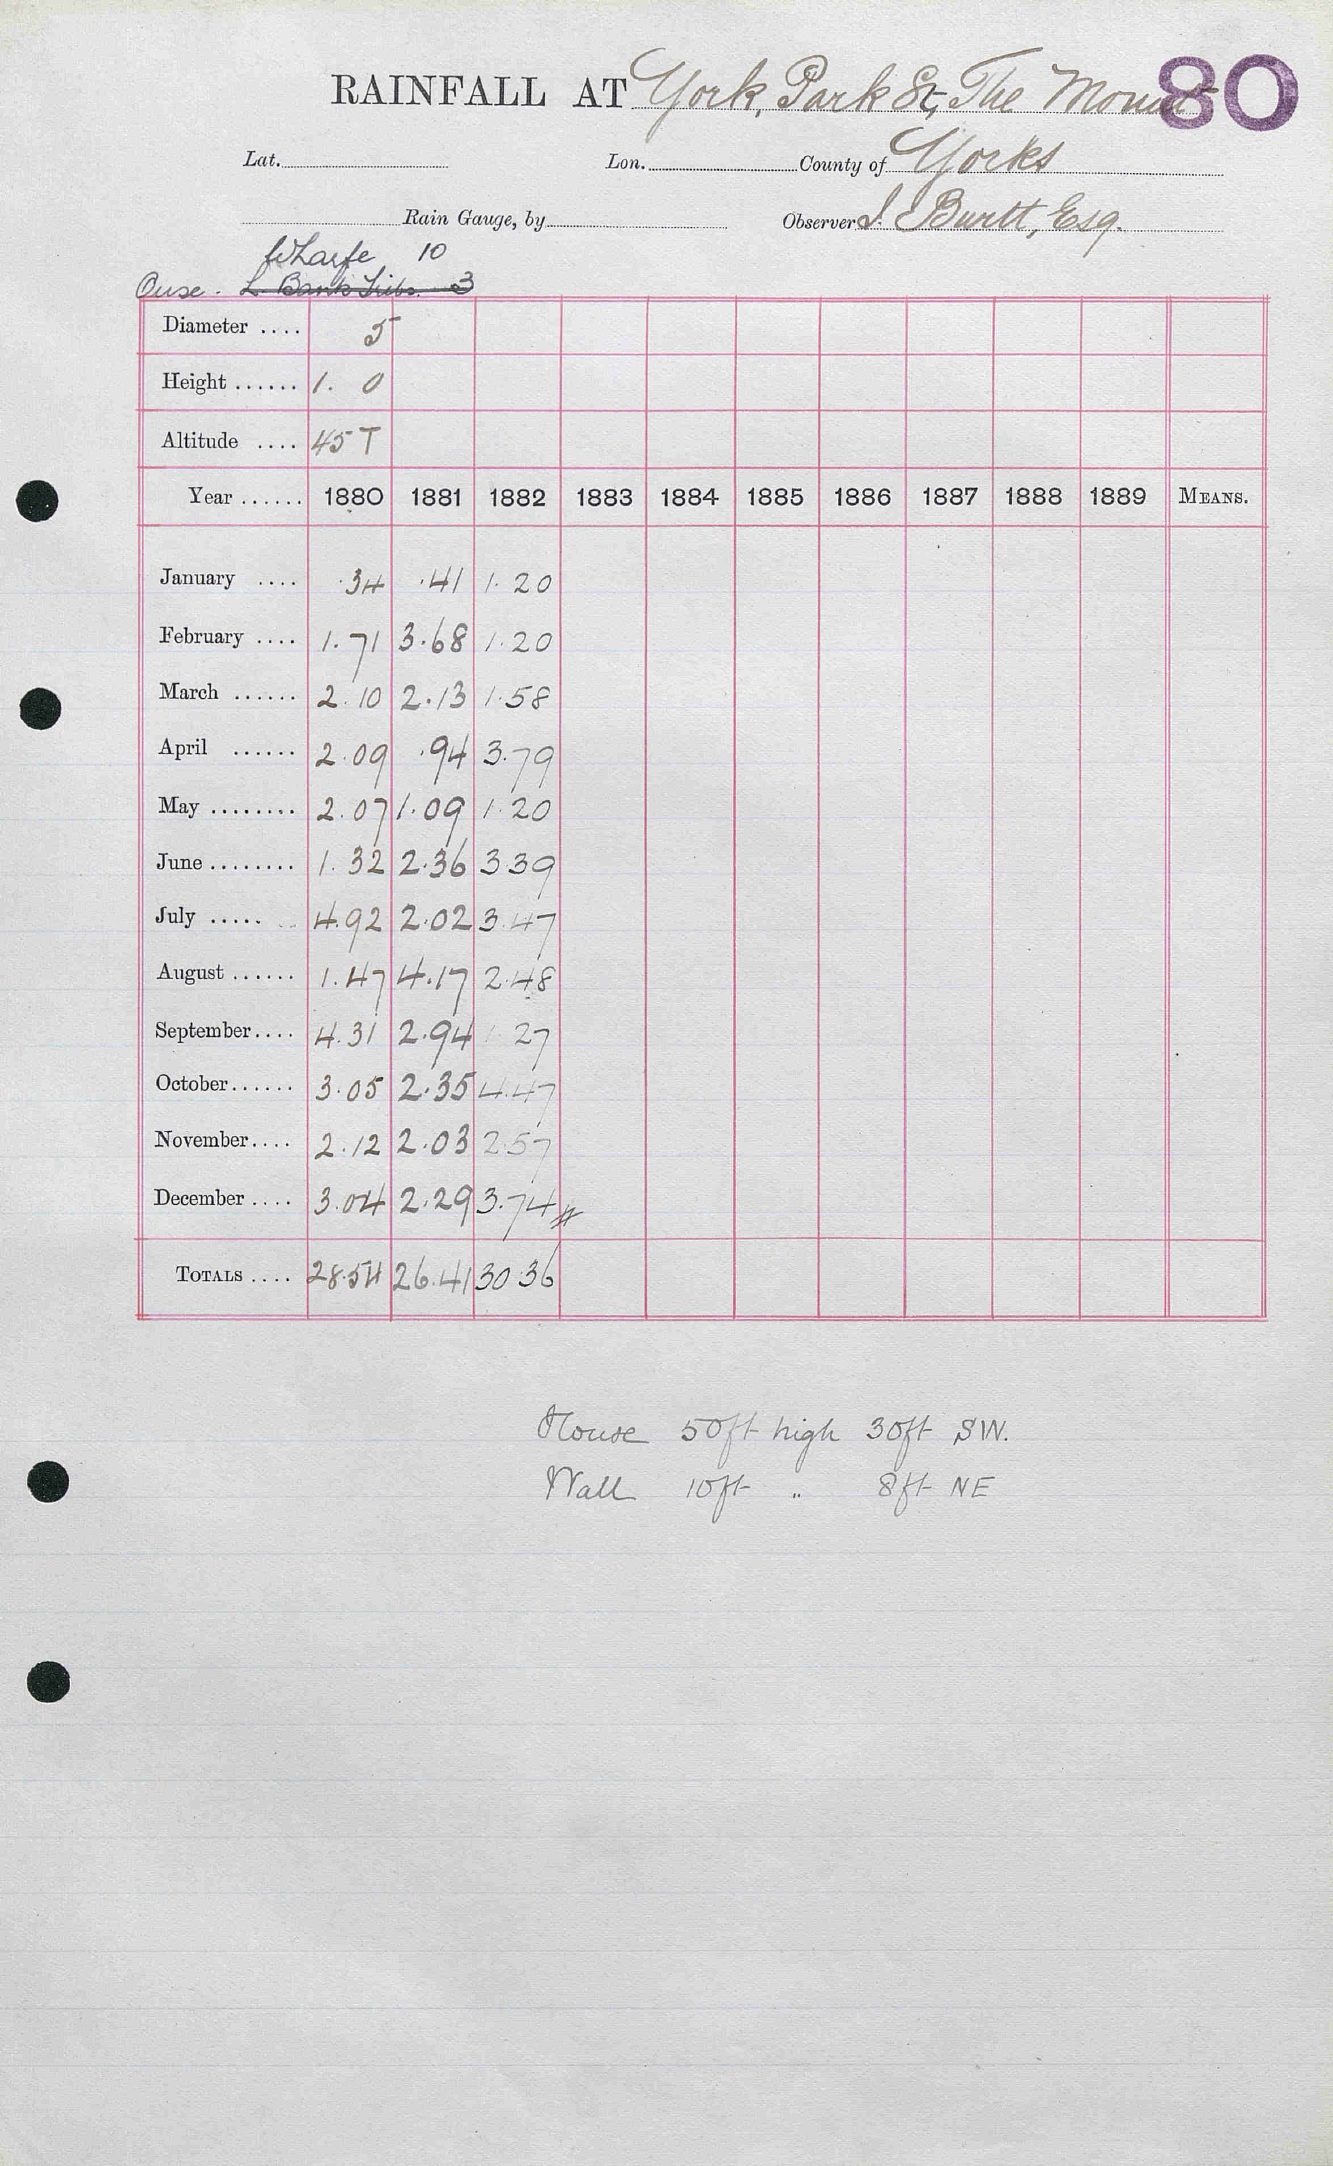 RAINFALL AT York, Park St, The Mount 80
Lat. Lon. County of Yorks
Rain Gauge, by Observer J. Burtt, Esq.
Wharfe 10
Ouse. L. Bank Tribs. 3
Diameter .... 5
Height ...... 1. 0
Altitude .... 45 T
Year ...... 1880 1881 1882 1883 1884 1885 1886 1887 1888 1889 MEANS.
January .... .34 .41 1.20
February .... 1.71 3.68 1.20
March ...... 2.10 2.13 1.58
April ...... 2.09 .94 3.79
May ........ 2.07 1.09 1.20
June ........ 1.32 2.36 3.39
July ..... .. 4.92 2.02 3.47
August ...... 1.47 4.17 2.48
September.... 4.31 2.94 1.27
October...... 3.05 2.35 4.47
November.... 2.12 2.03 2.57
December .... 3.04 2.29 3.74 #
TOTALS .... 28.54 26.41 30.36
House 50ft high 30ft SW.
Wall 10ft " 8ft NE